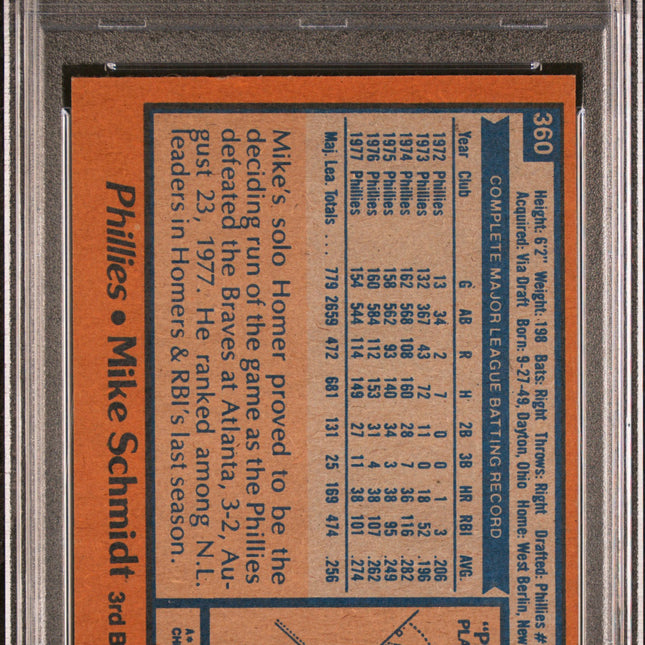 360
Height: 6'2" Weight: 198 Bats: Right Throws: Right Drafted: Phillies #
Acquired: Via Draft Born: 9-27-49, Dayton, Ohio Home: West Berlin, New
COMPLETE MAJOR LEAGUE BATTING RECORD
Year Club G AB R H 2B 3B HR RBI AVG.
1972 Phillies 13 34 2 7 0 0 1 3 .206
1973 Phillies 132 367 43 72 11 0 18 52 .196
1974 Phillies 162 568 108 160 28 7 36 116 .282
1975 Phillies 158 562 93 140 34 3 38 95 .249
1976 Phillies 160 584 112 153 31 4 38 107 .262
1977 Phillies 154 544 114 149 27 11 38 101 .274
Maj. Lea. Totals .... 779 2659 472 681 131 25 169 474 .256
Mike's solo Homer proved to be the
deciding run of the game as the Phillies
defeated the Braves at Atlanta, 3-2, Au-
gust 23, 1977. He ranked among N.L.
leaders in Homers & RBI's last season.
Phillies • Mike Schmidt 3rd B
"P
PLA
CH